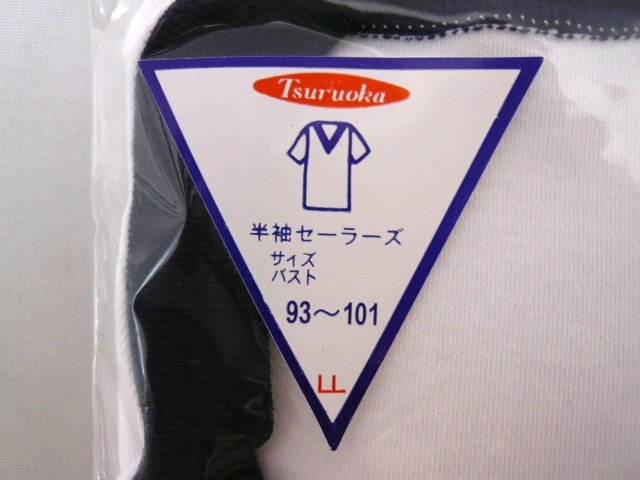 Tsuruoka
半袖セーラーズ
サイズ
バスト
93～101
LL